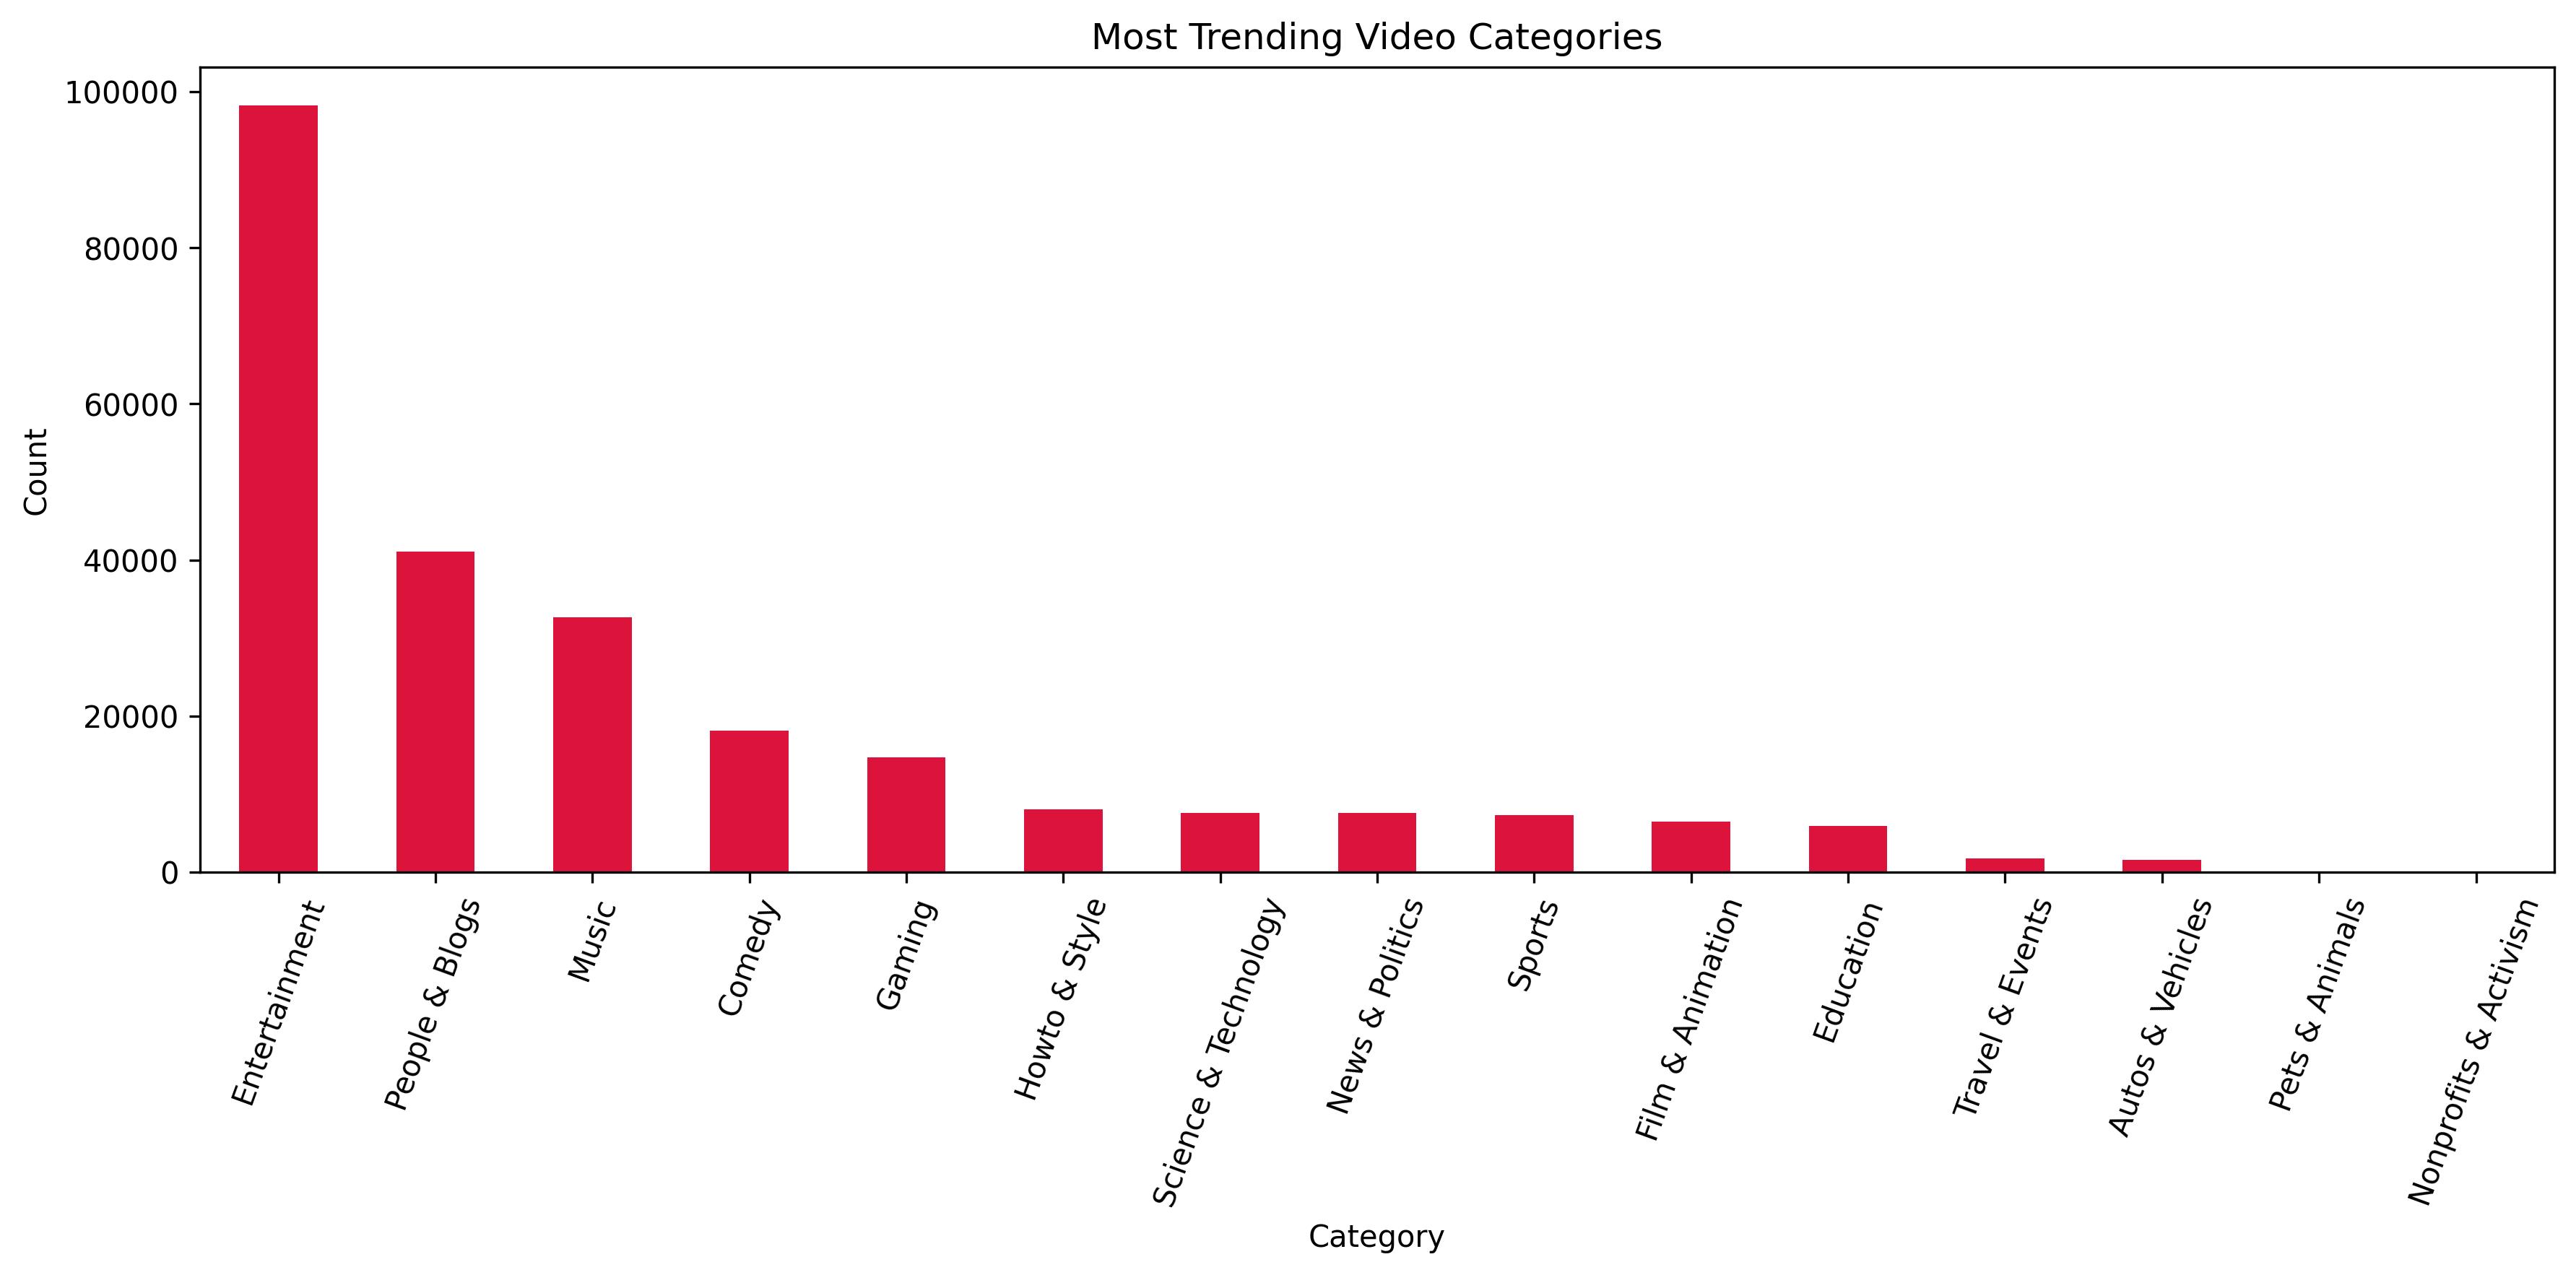 Most Trending Video Categories
100000
80000
60000
40000
20000
0
Count
Entertainment
People & Blogs
Music
Comedy
Gaming
Howto & Style
Science & Technology
News & Politics
Sports
Film & Animation
Education
Travel & Events
Autos & Vehicles
Pets & Animals
Nonprofits & Activism
Category